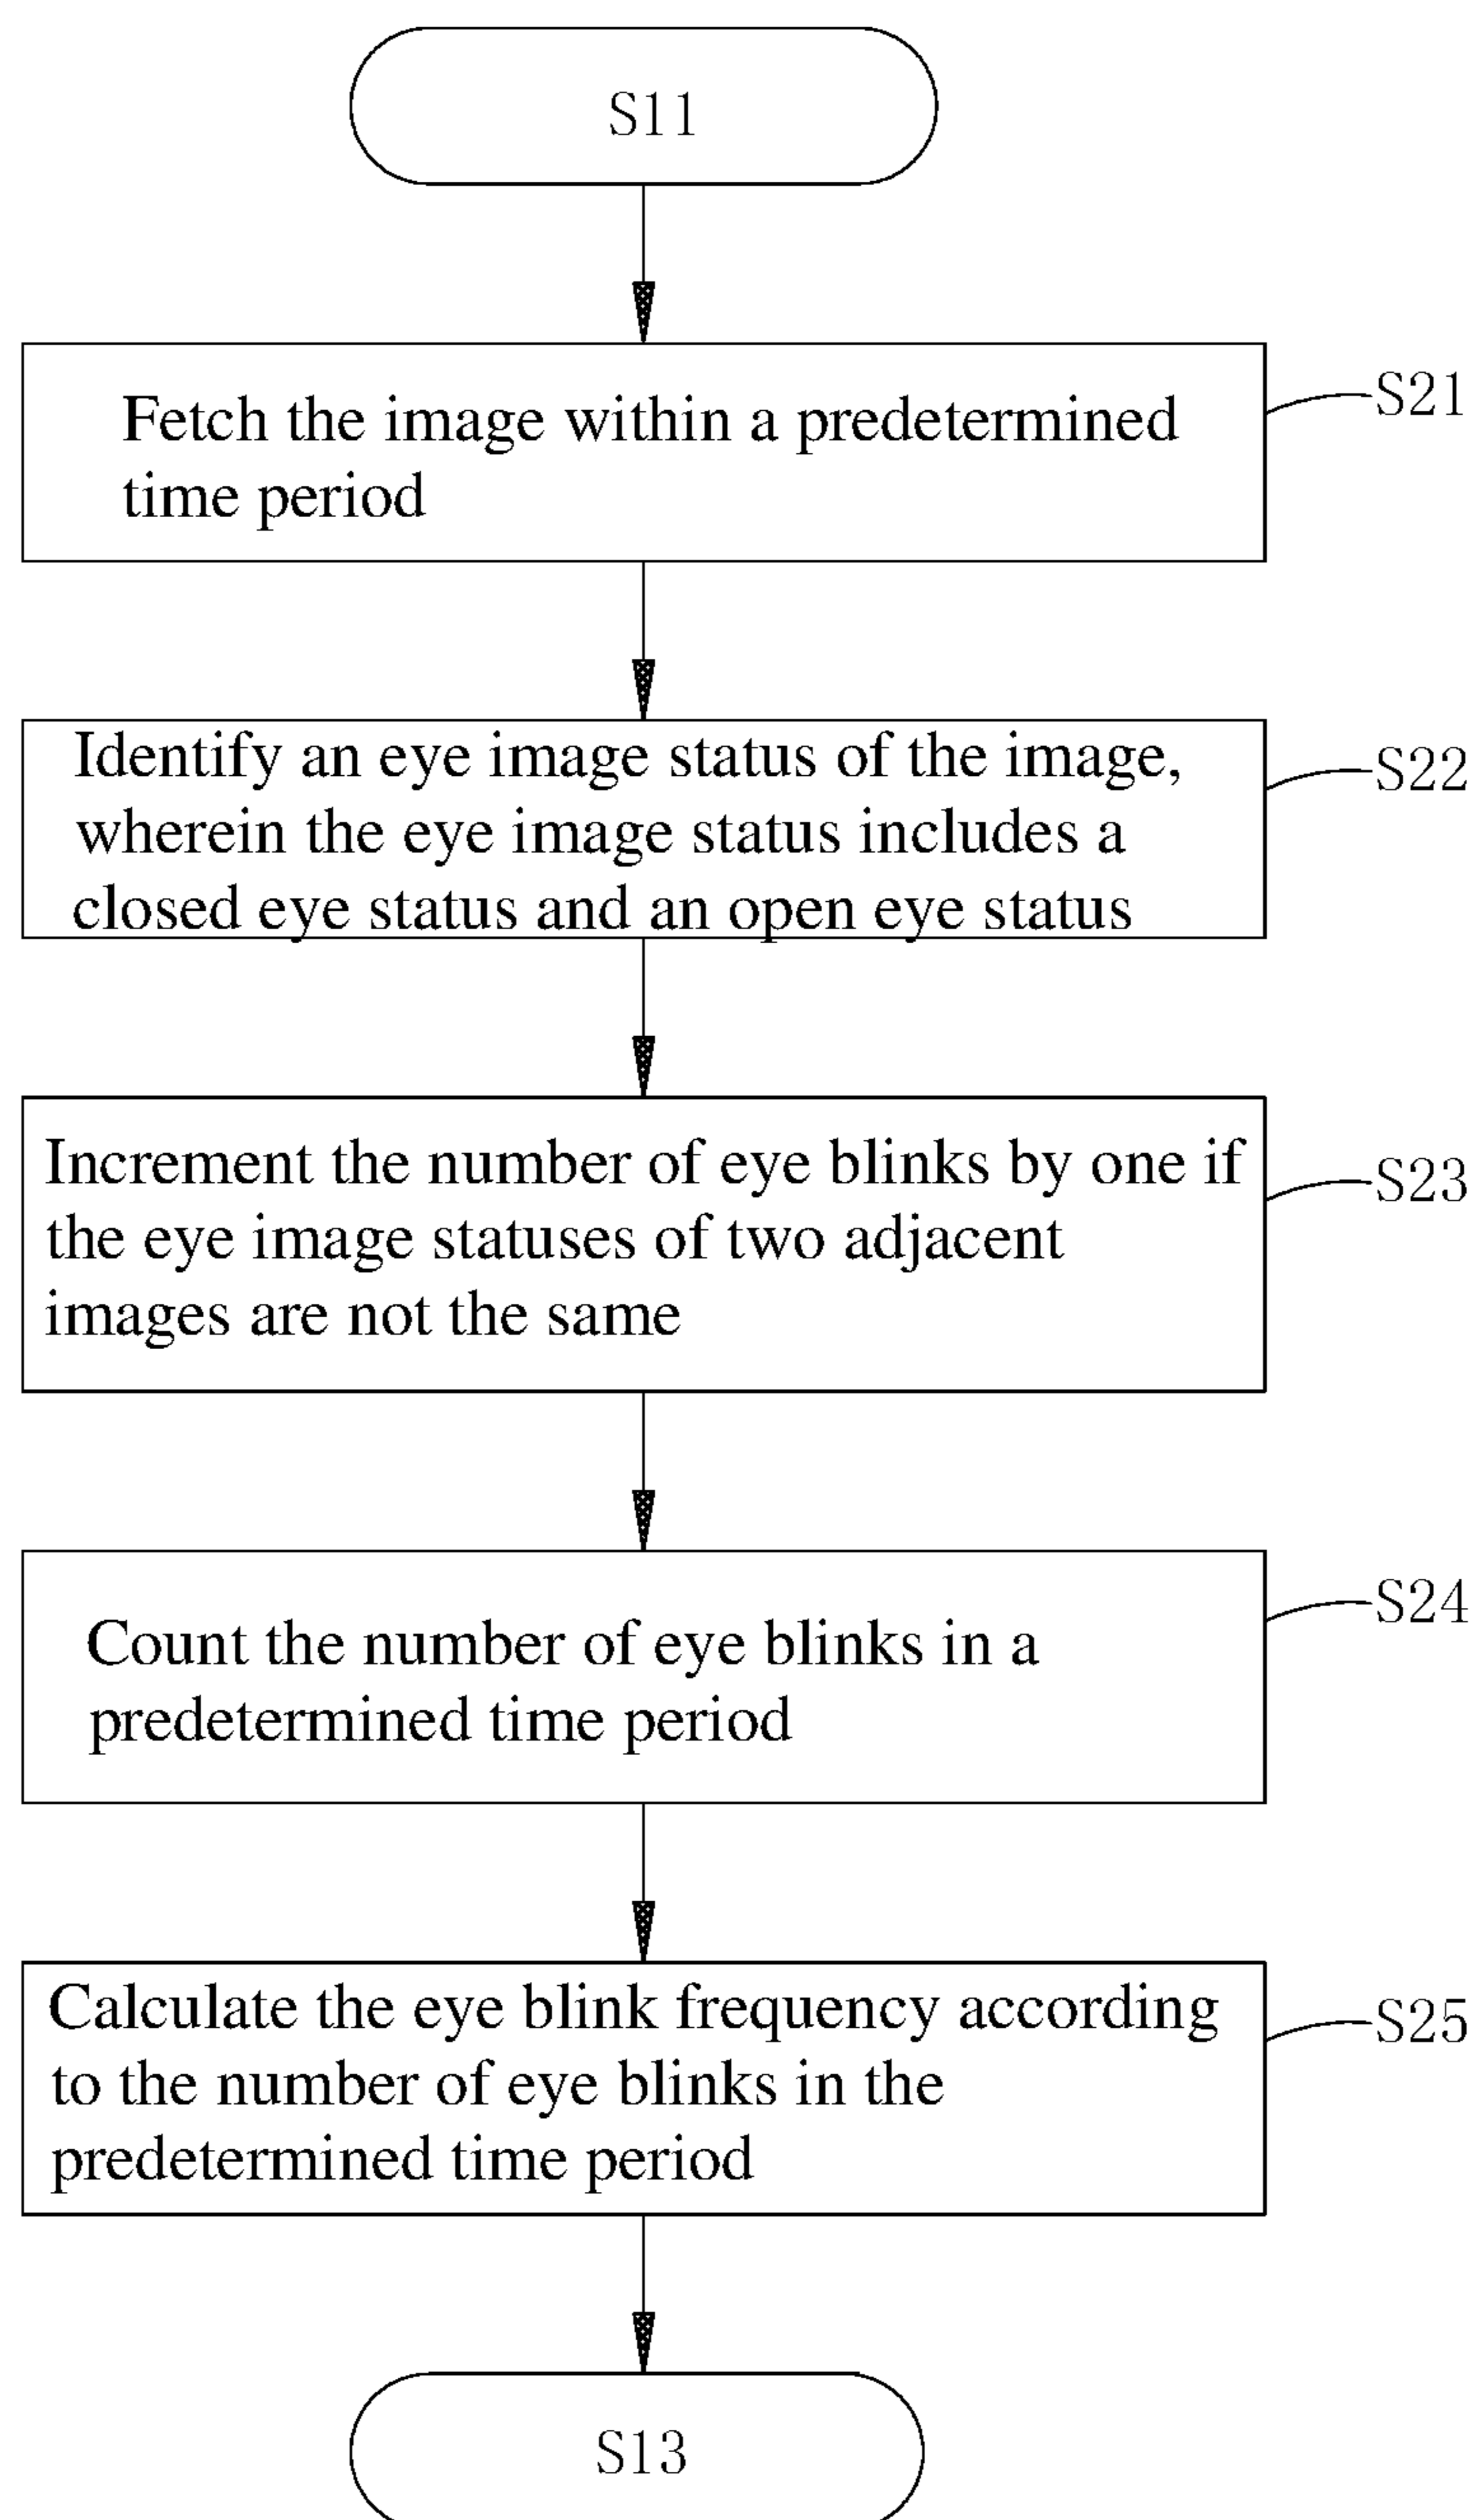 S11
Fetch the image within a predetermined
time period
S21
Identify an eye image status of the image,
wherein the eye image status includes a
closed eye status and an open eye status
S22
Increment the number of eye blinks by one if
the eye image statuses of two adjacent
images are not the same
S23
Count the number of eye blinks in a
predetermined time period
S24
Calculate the eye blink frequency according
to the number of eye blinks in the
predetermined time period
S25
S13